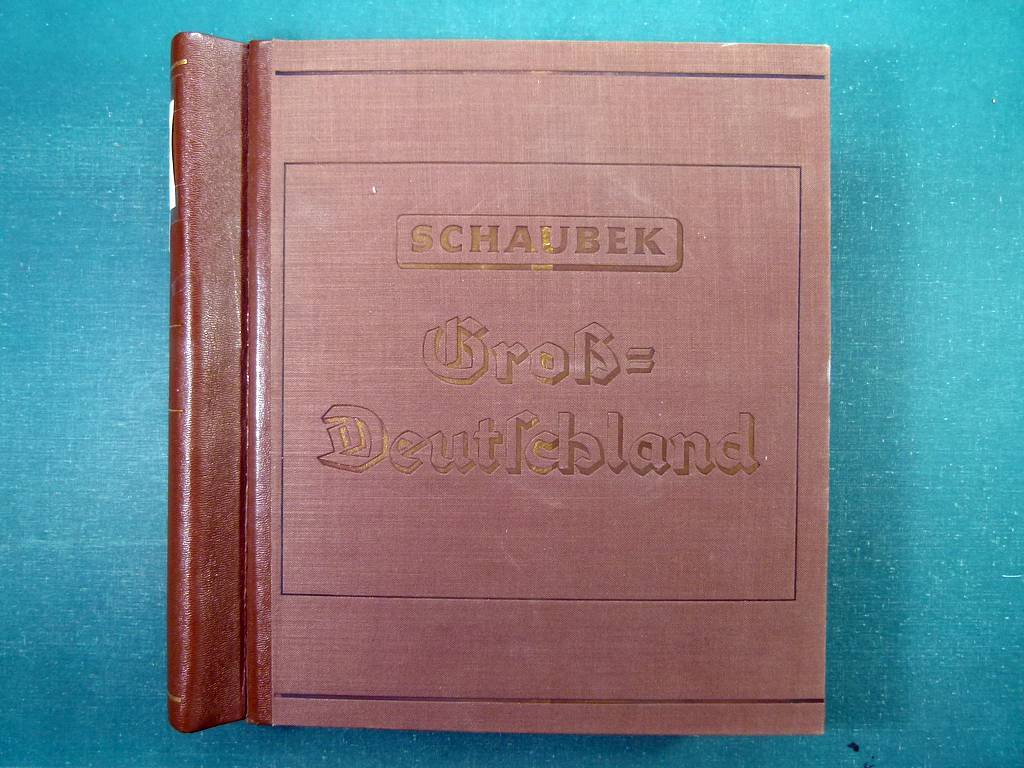 SCHAUBEK
Groß=
Deutſchland